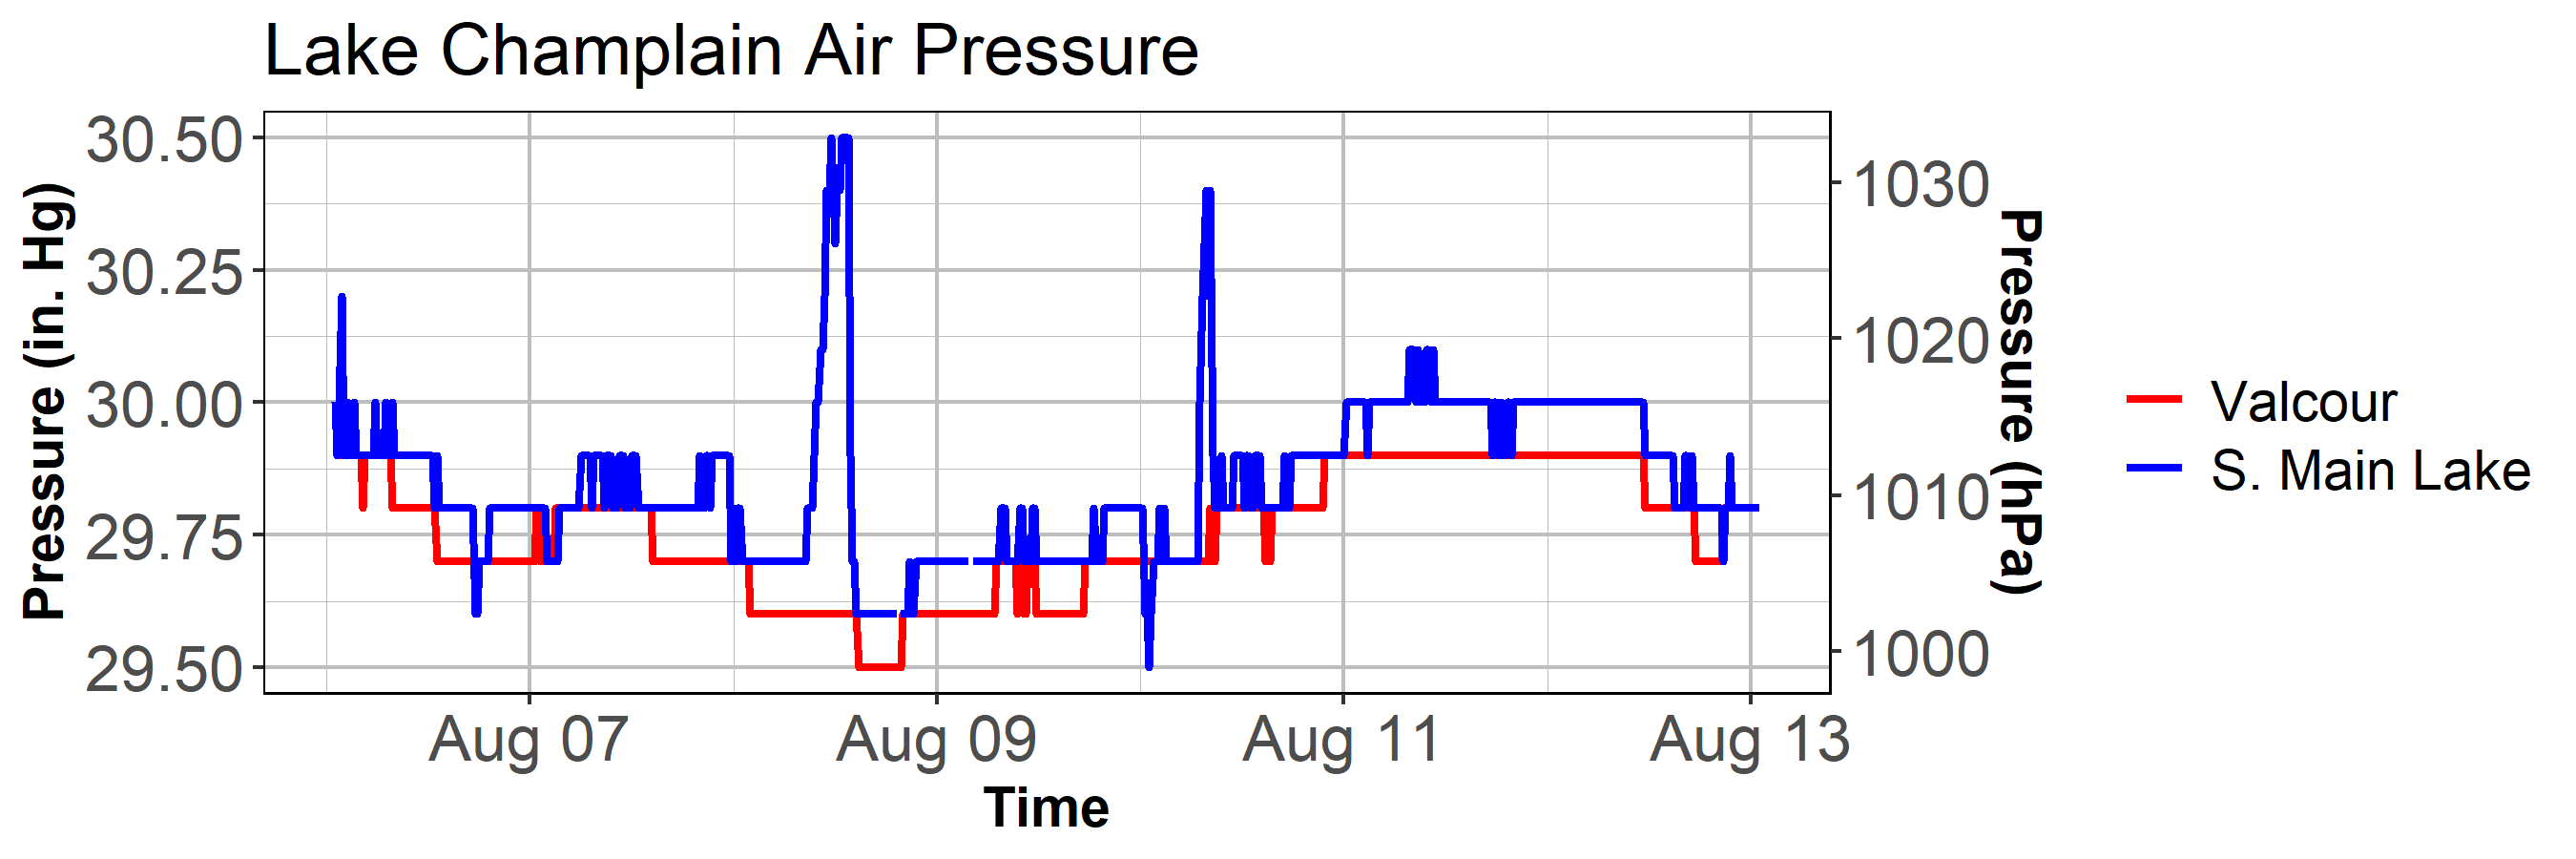 Lake Champlain Air Pressure
Pressure (in. Hg)
30.50
30.25
30.00
29.75
29.50
1030
1020
1010
1000
Pressure (hPa)
Aug 07 Aug 09 Aug 11 Aug 13
Time
Valcour
S. Main Lake